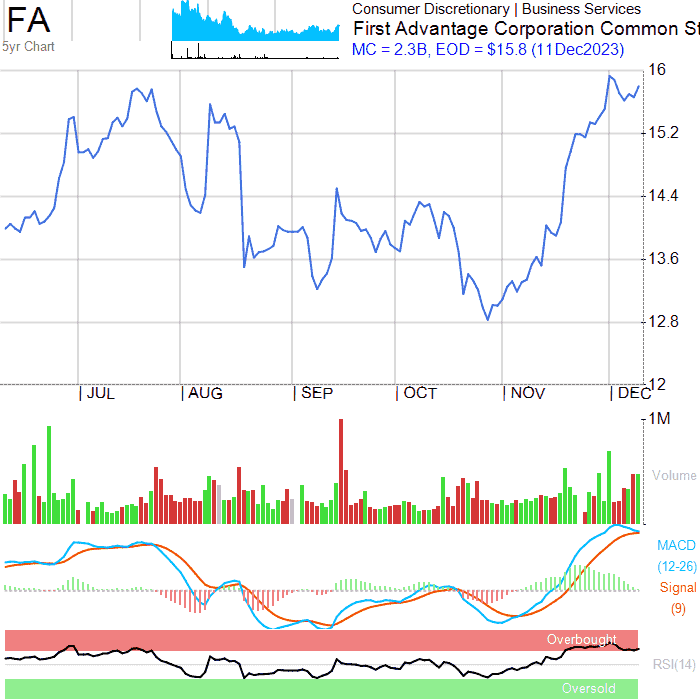 FA
5yr Chart
Consumer Discretionary | Business Services
First Advantage Corporation Common St
MC = 2.3B, EOD = $15.8 (11Dec2023)
16
15.2
14.4
13.6
12.8
12
| JUL | AUG | SEP | OCT | NOV | DEC
1M
Volume
MACD
(12-26)
Signal
(9)
Overbought
RSI(14)
Oversold